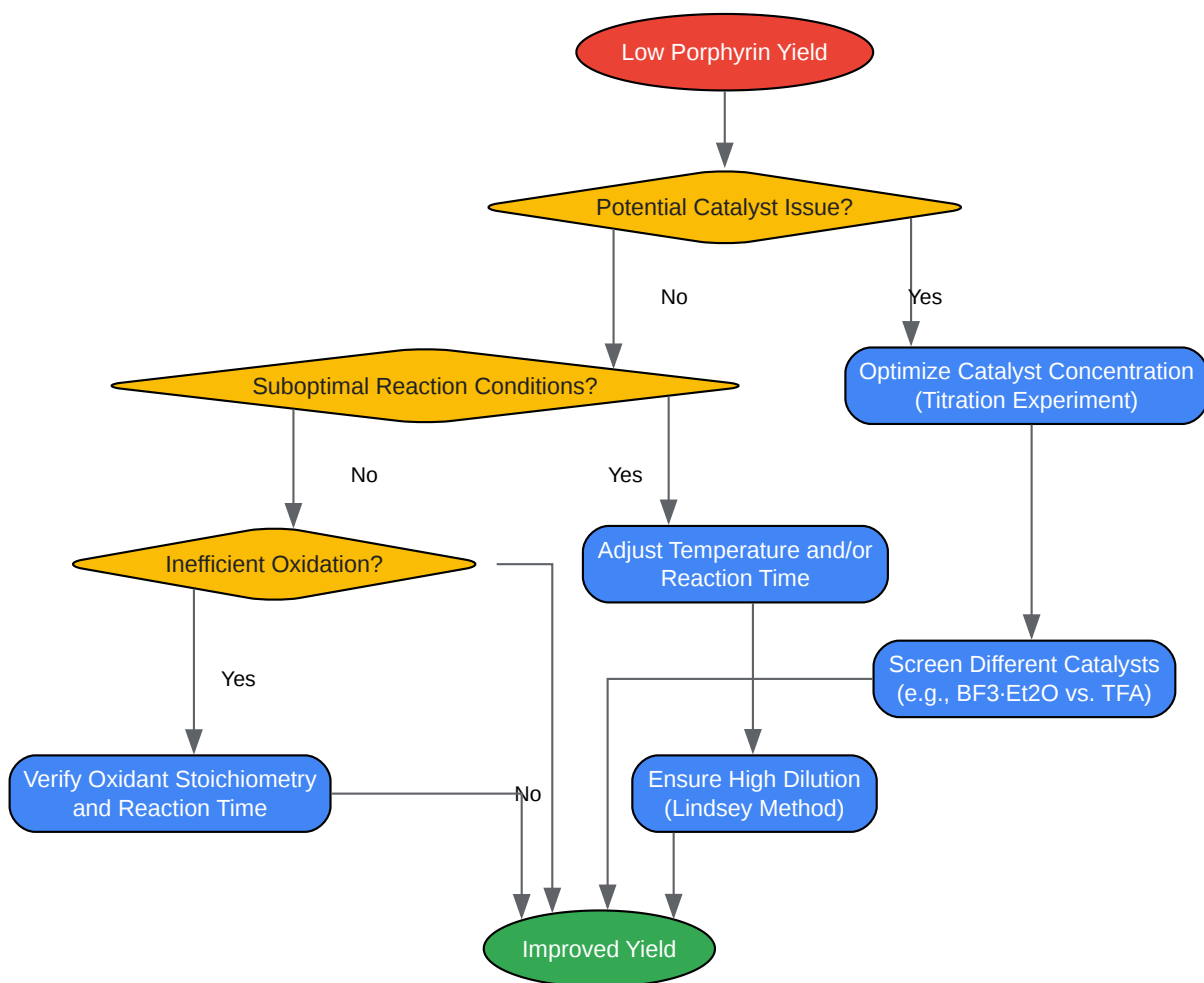 Low Porphyrin Yield
Potential Catalyst Issue?
No
Yes
Suboptimal Reaction Conditions?
Optimize Catalyst Concentration
(Titration Experiment)
No
Yes
Inefficient Oxidation?
Adjust Temperature and/or
Reaction Time
Screen Different Catalysts
(e.g., BF3·Et2O vs. TFA)
Yes
Verify Oxidant Stoichiometry
and Reaction Time
No
Ensure High Dilution
(Lindsey Method)
Improved Yield